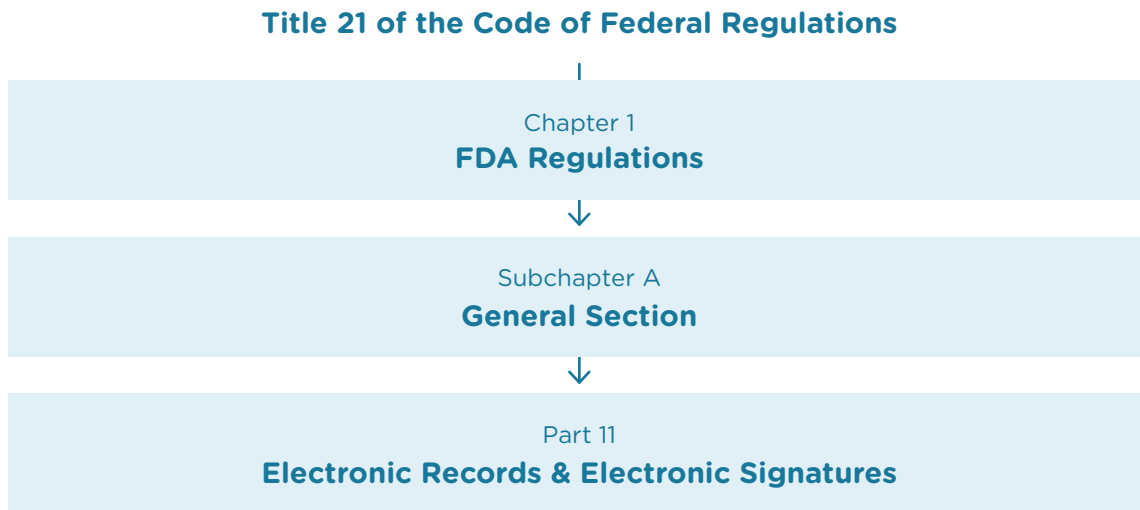 Title 21 of the Code of Federal Regulations
Chapter 1
FDA Regulations
Subchapter A
General Section
Part 11
Electronic Records & Electronic Signatures